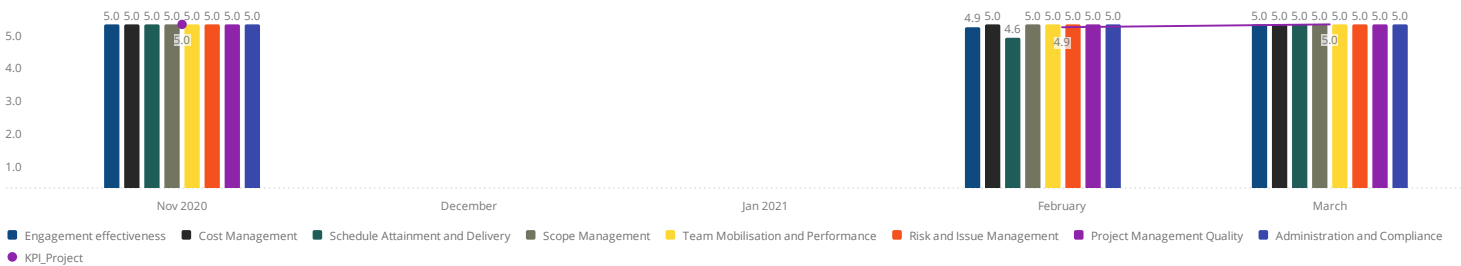 5.0 5.0 5.0 5.0 5.0 5.0 5.0 5.0
4.9 5.0 4.6 5.0 5.0 5.0 5.0 5.0
5.0 5.0 5.0 5.0 5.0 5.0 5.0 5.0
5.0
4.9
5.0
5.0
4.0
3.0
2.0
1.0
Nov 2020 December Jan 2021 February March
Engagement effectiveness Cost Management Schedule Attainment and Delivery Scope Management Team Mobilisation and Performance Risk and Issue Management Project Management Quality Administration and Compliance
KPI_Project